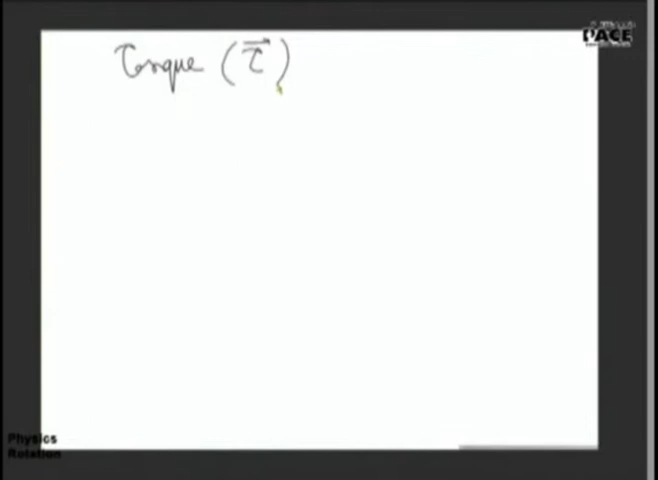 Torque (τ⃗)
PACE
Physics
Rotation